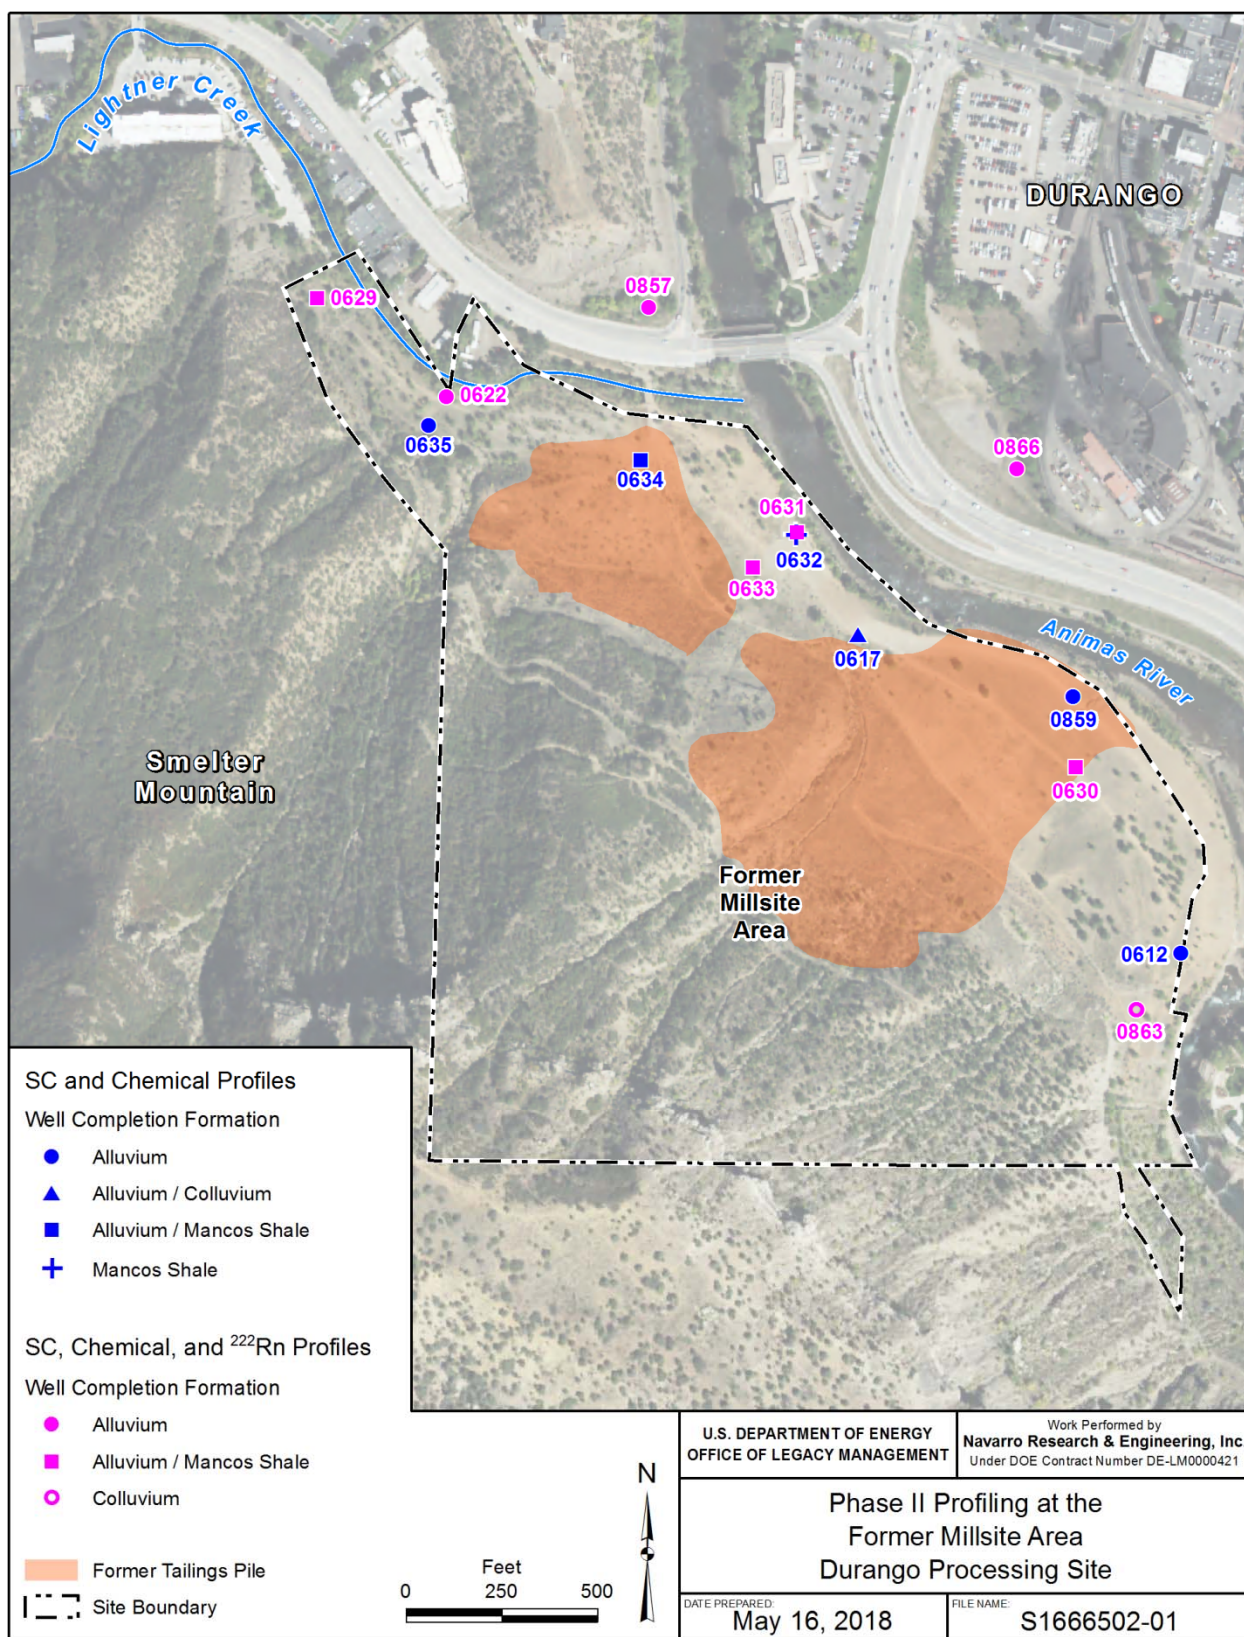 Lightner Creek
DURANGO
0629
0857
0622
0635
0866
0634
0631
0632
0633
Animas River
0617
0859
Smelter
Mountain
0630
Former
Millsite
Area
0612
0863
SC and Chemical Profiles
Well Completion Formation
Alluvium
Alluvium / Colluvium
Alluvium / Mancos Shale
Mancos Shale
SC, Chemical, and ²²²Rn Profiles
Well Completion Formation
Alluvium
Alluvium / Mancos Shale
Colluvium
Former Tailings Pile
Site Boundary
Feet
0 250 500
N
U.S. DEPARTMENT OF ENERGY
OFFICE OF LEGACY MANAGEMENT
Work Performed by
Navarro Research & Engineering, Inc.
Under DOE Contract Number DE-LM0000421
Phase II Profiling at the
Former Millsite Area
Durango Processing Site
DATE PREPARED:
May 16, 2018
FILE NAME:
S1666502-01